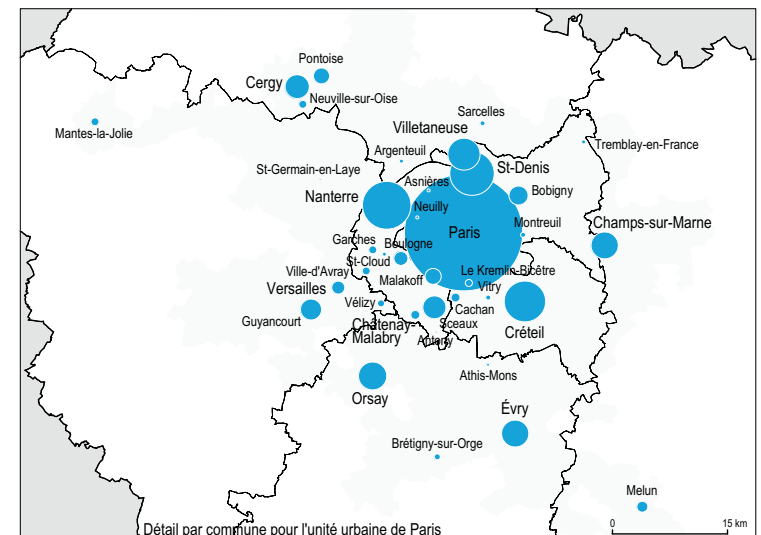 Pontoise
Cergy
Neuville-sur-Oise
Sarcelles
Mantes-la-Jolie
Villetaneuse
Tremblay-en-France
Argenteuil
St-Germain-en-Laye
St-Denis
Asnières
Bobigny
Nanterre
Neuilly
Montreuil
Champs-sur-Marne
Paris
Garches
Boulogne
St-Cloud
Le Kremlin-Bicêtre
Ville-d'Avray
Malakoff
Vitry
Versailles
Vélizy
Cachan
Guyancourt
Châtenay-
Malabry
Sceaux
Créteil
Antony
Athis-Mons
Orsay
Évry
Brétigny-sur-Orge
Melun
0 15 km
Détail par commune pour l'unité urbaine de Paris